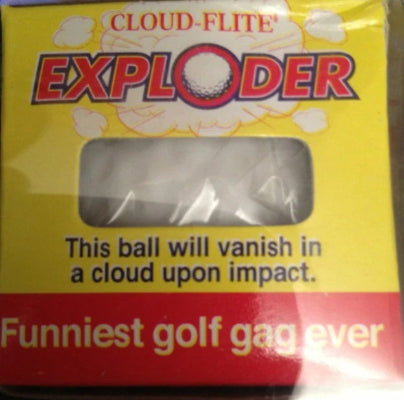 CLOUD-FLITE®
EXPLODER
This ball will vanish in
a cloud upon impact.
Funniest golf gag ever